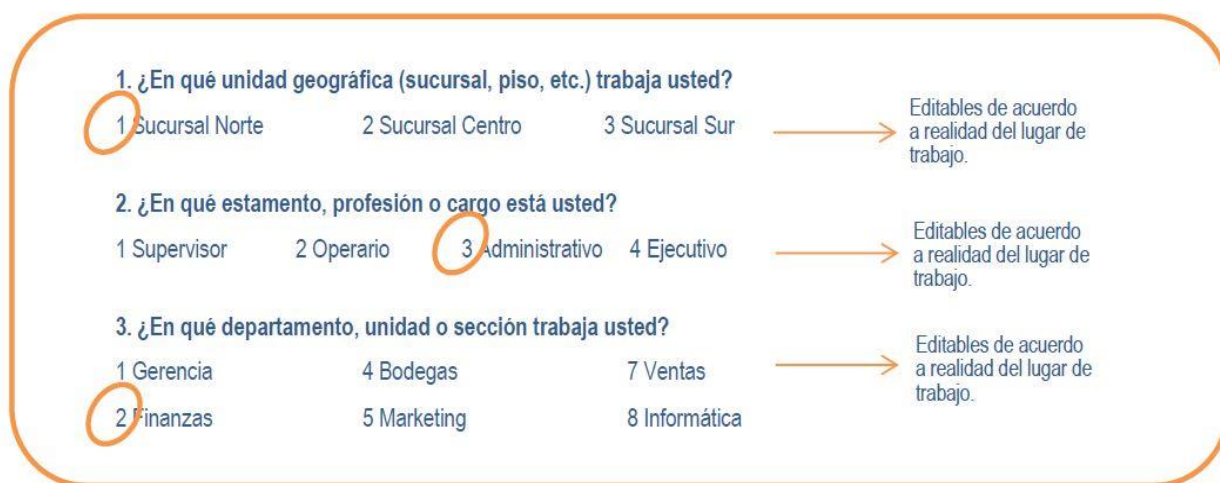 1. ¿En qué unidad geográfica (sucursal, piso, etc.) trabaja usted?
1 Sucursal Norte 2 Sucursal Centro 3 Sucursal Sur
Editables de acuerdo
a realidad del lugar de
trabajo.
2. ¿En qué estamento, profesión o cargo está usted?
1 Supervisor 2 Operario 3 Administrativo 4 Ejecutivo
Editables de acuerdo
a realidad del lugar de
trabajo.
3. ¿En qué departamento, unidad o sección trabaja usted?
1 Gerencia 4 Bodegas 7 Ventas
Editables de acuerdo
a realidad del lugar de
trabajo.
2 Finanzas 5 Marketing 8 Informática